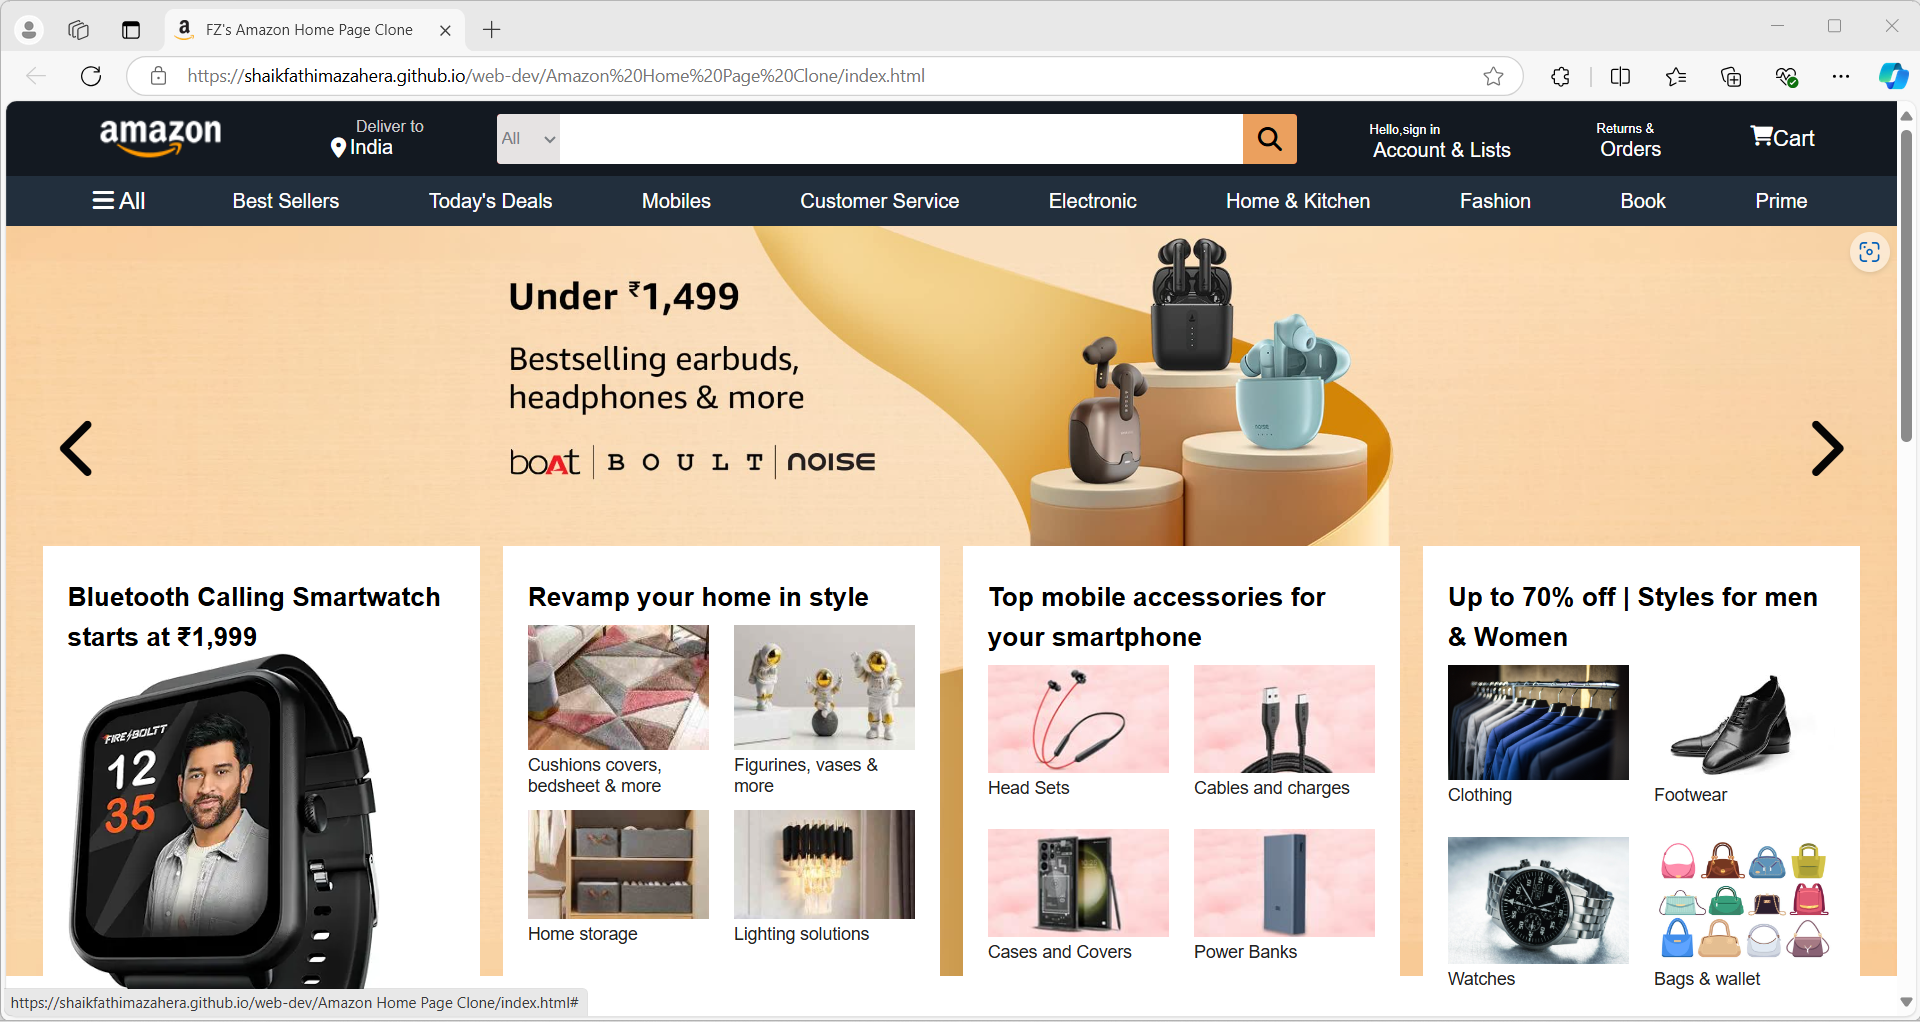 FZ's Amazon Home Page Clone
https://shaikfathimazahera.github.io/web-dev/Amazon%20Home%20Page%20Clone/index.html
amazon
Deliver to
India
All
Hello,sign in
Account & Lists
Returns &
Orders
Cart
All
Best Sellers
Today's Deals
Mobiles
Customer Service
Electronic
Home & Kitchen
Fashion
Book
Prime
Under ₹1,499
Bestselling earbuds,
headphones & more
boAt | BOULT | noise
Bluetooth Calling Smartwatch
starts at ₹1,999
FIRE BOLTT
12
35
Revamp your home in style
Cushions covers,
bedsheet & more
Figurines, vases &
more
Home storage
Lighting solutions
Top mobile accessories for
your smartphone
Head Sets
Cables and charges
Cases and Covers
Power Banks
Up to 70% off | Styles for men
& Women
Clothing
Footwear
Watches
Bags & wallet
https://shaikfathimazahera.github.io/web-dev/Amazon Home Page Clone/index.html#